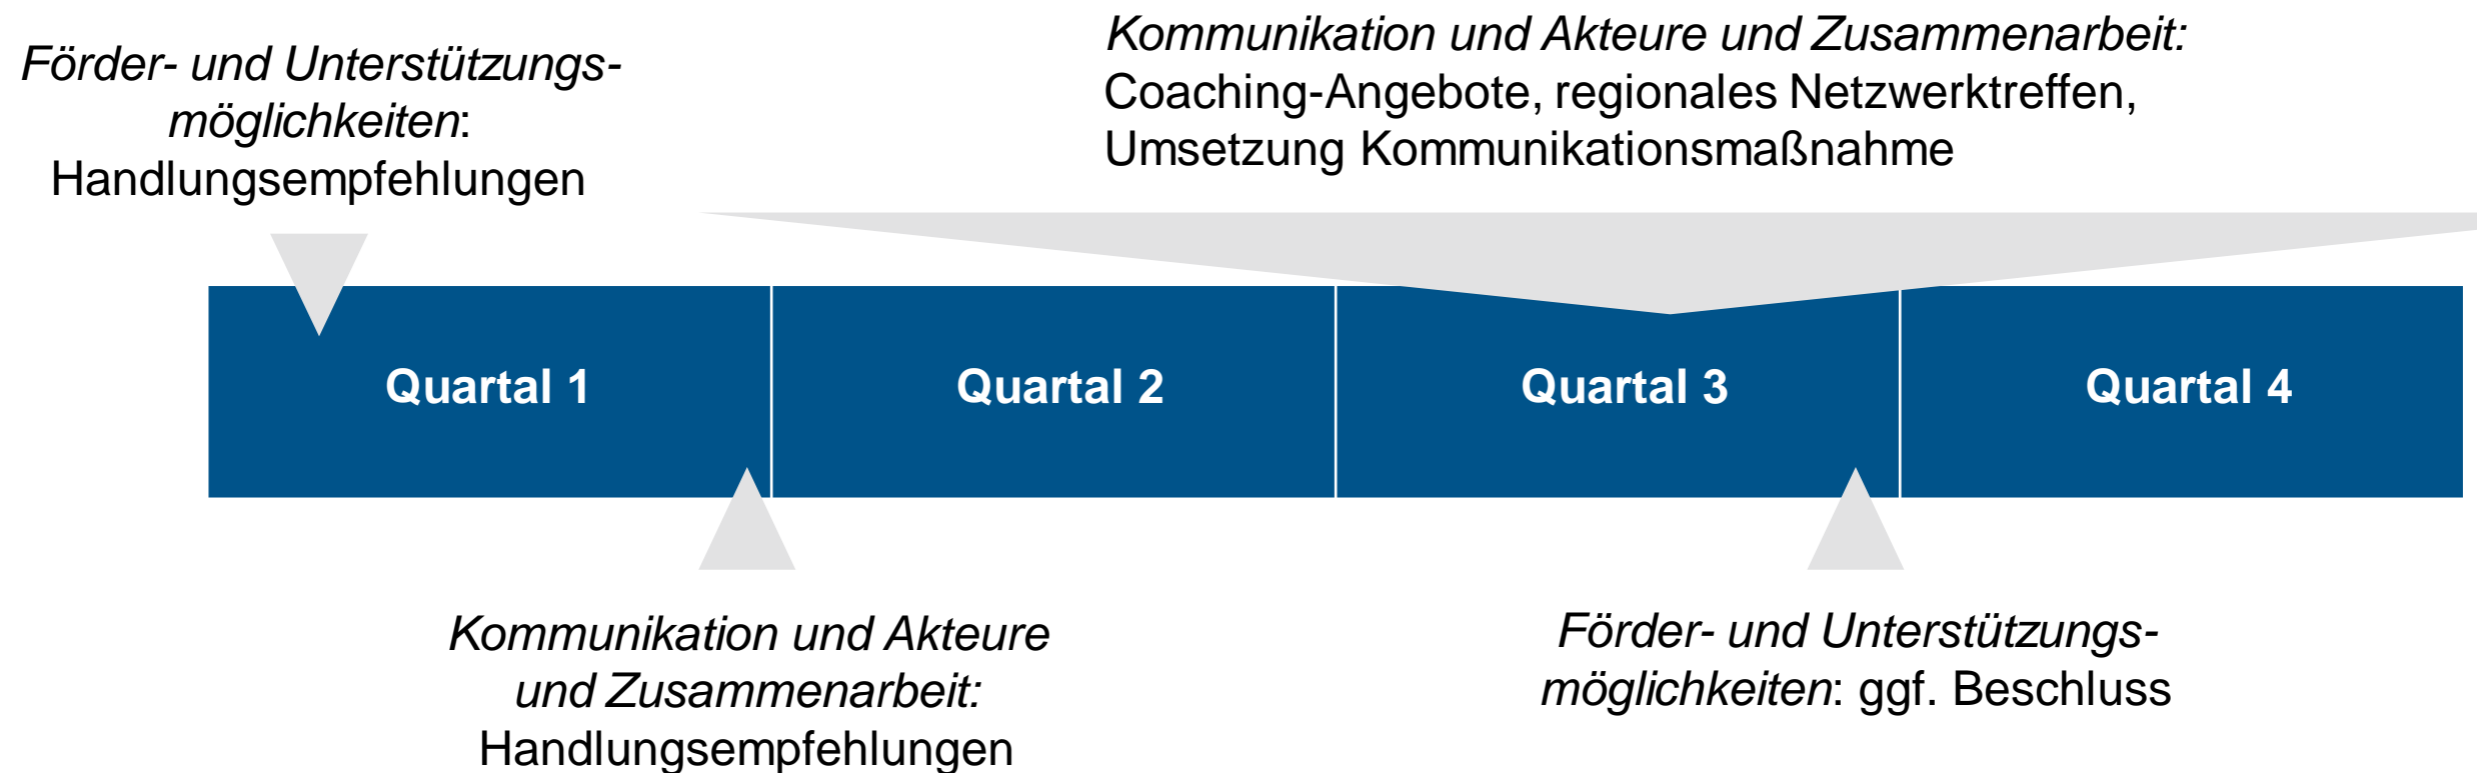 Förder- und Unterstützungs-
möglichkeiten:
Handlungsempfehlungen
Kommunikation und Akteure und Zusammenarbeit:
Coaching-Angebote, regionales Netzwerktreffen,
Umsetzung Kommunikationsmaßnahme
Quartal 1
Quartal 2
Quartal 3
Quartal 4
Kommunikation und Akteure
und Zusammenarbeit:
Handlungsempfehlungen
Förder- und Unterstützungs-
möglichkeiten: ggf. Beschluss